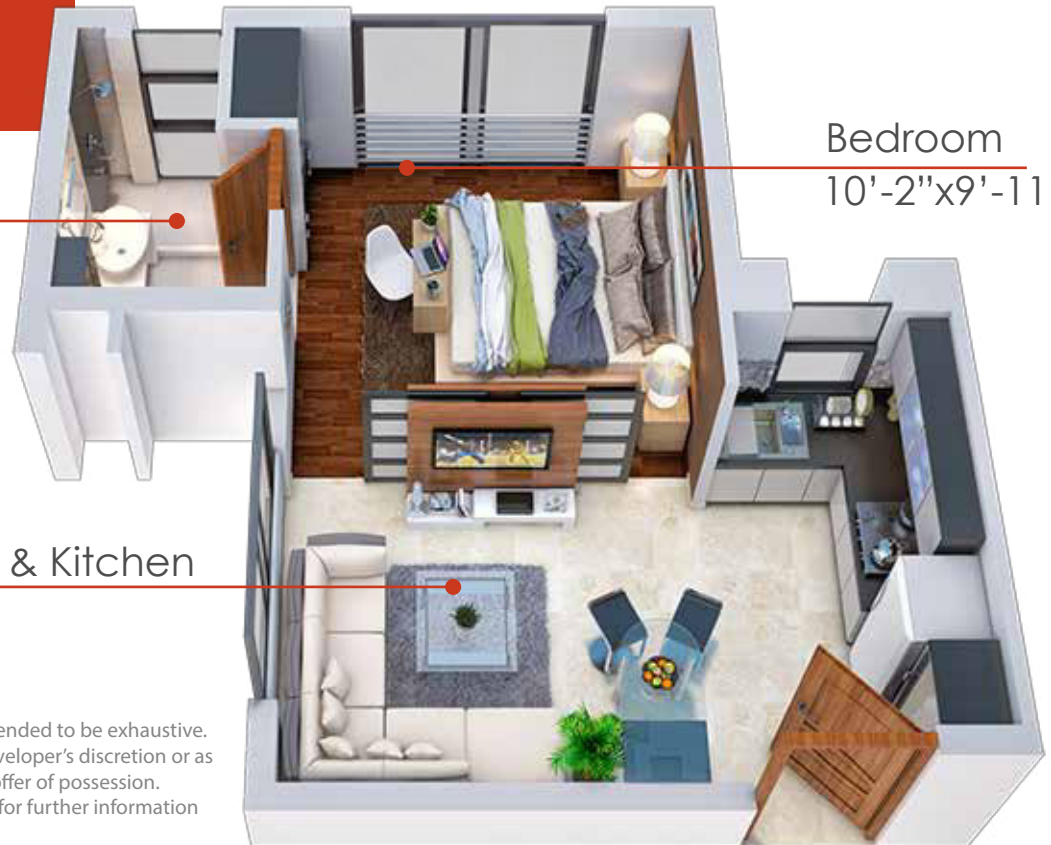 Bedroom
10’-2”x9’-11
& Kitchen
ended to be exhaustive.
veloper’s discretion or as
offer of possession.
for further information